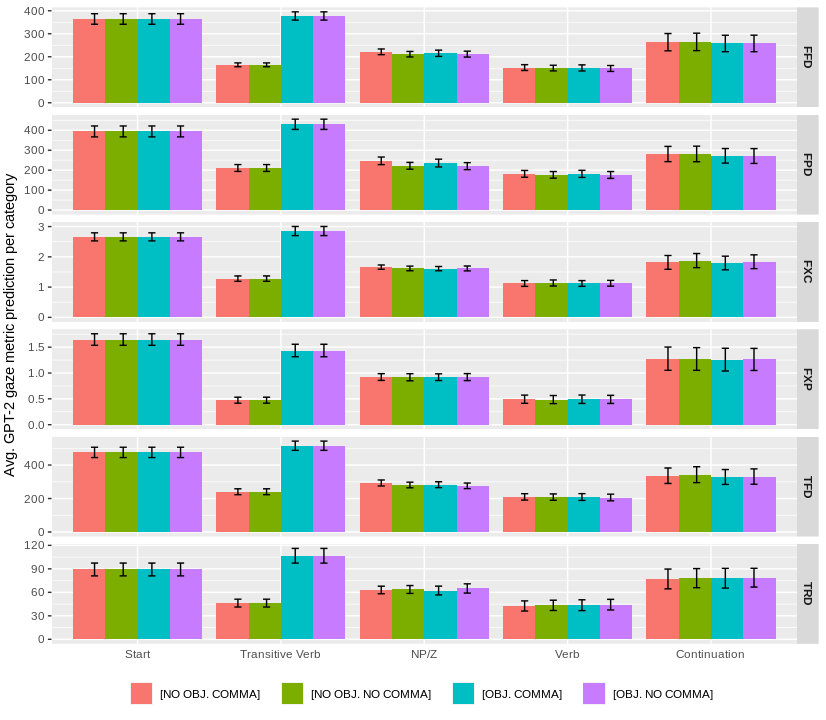 Avg. GPT-2 gaze metric prediction per category
400
300
200
100
0
FFD
400
300
200
100
0
FPD
3
2
1
0
FXC
1.5
1.0
0.5
0.0
FXP
400
200
0
TFD
120
90
60
30
0
TRD
Start Transitive Verb NP/Z Verb Continuation
[NO OBJ. COMMA] [NO OBJ. NO COMMA] [OBJ. COMMA] [OBJ. NO COMMA]